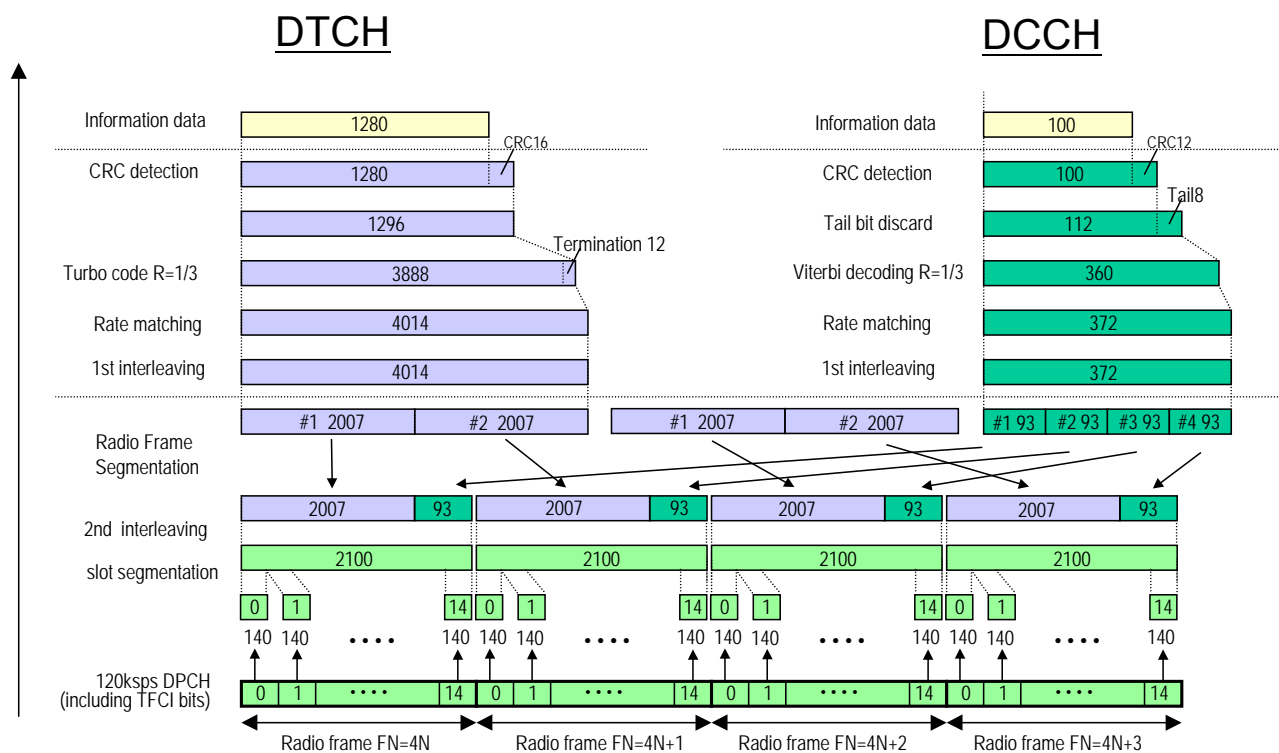 DTCH DCCH
Information data 1280 Information data 100
CRC16 CRC12
CRC detection 1280 CRC detection 100
Tail8
1296 Tail bit discard 112
Termination 12
Turbo code R=1/3 3888 Viterbi decoding R=1/3 360
Rate matching 4014 Rate matching 372
1st interleaving 4014 1st interleaving 372
#1 2007 #2 2007 #1 2007 #2 2007 #1 93 #2 93 #3 93 #4 93
Radio Frame
Segmentation
2007 93 2007 93 2007 93 2007 93
2nd interleaving
2100 2100 2100 2100
slot segmentation
0 1 14 0 1 14 0 1 14 0 1 14
140 140 •••• 140 140 140 •••• 140 140 140 •••• 140 140 140 •••• 140
120ksps DPCH
(including TFCI bits)
0 1 •••• 14 0 1 •••• 14 0 1 •••• 14 0 1 •••• 14
Radio frame FN=4N Radio frame FN=4N+1 Radio frame FN=4N+2 Radio frame FN=4N+3